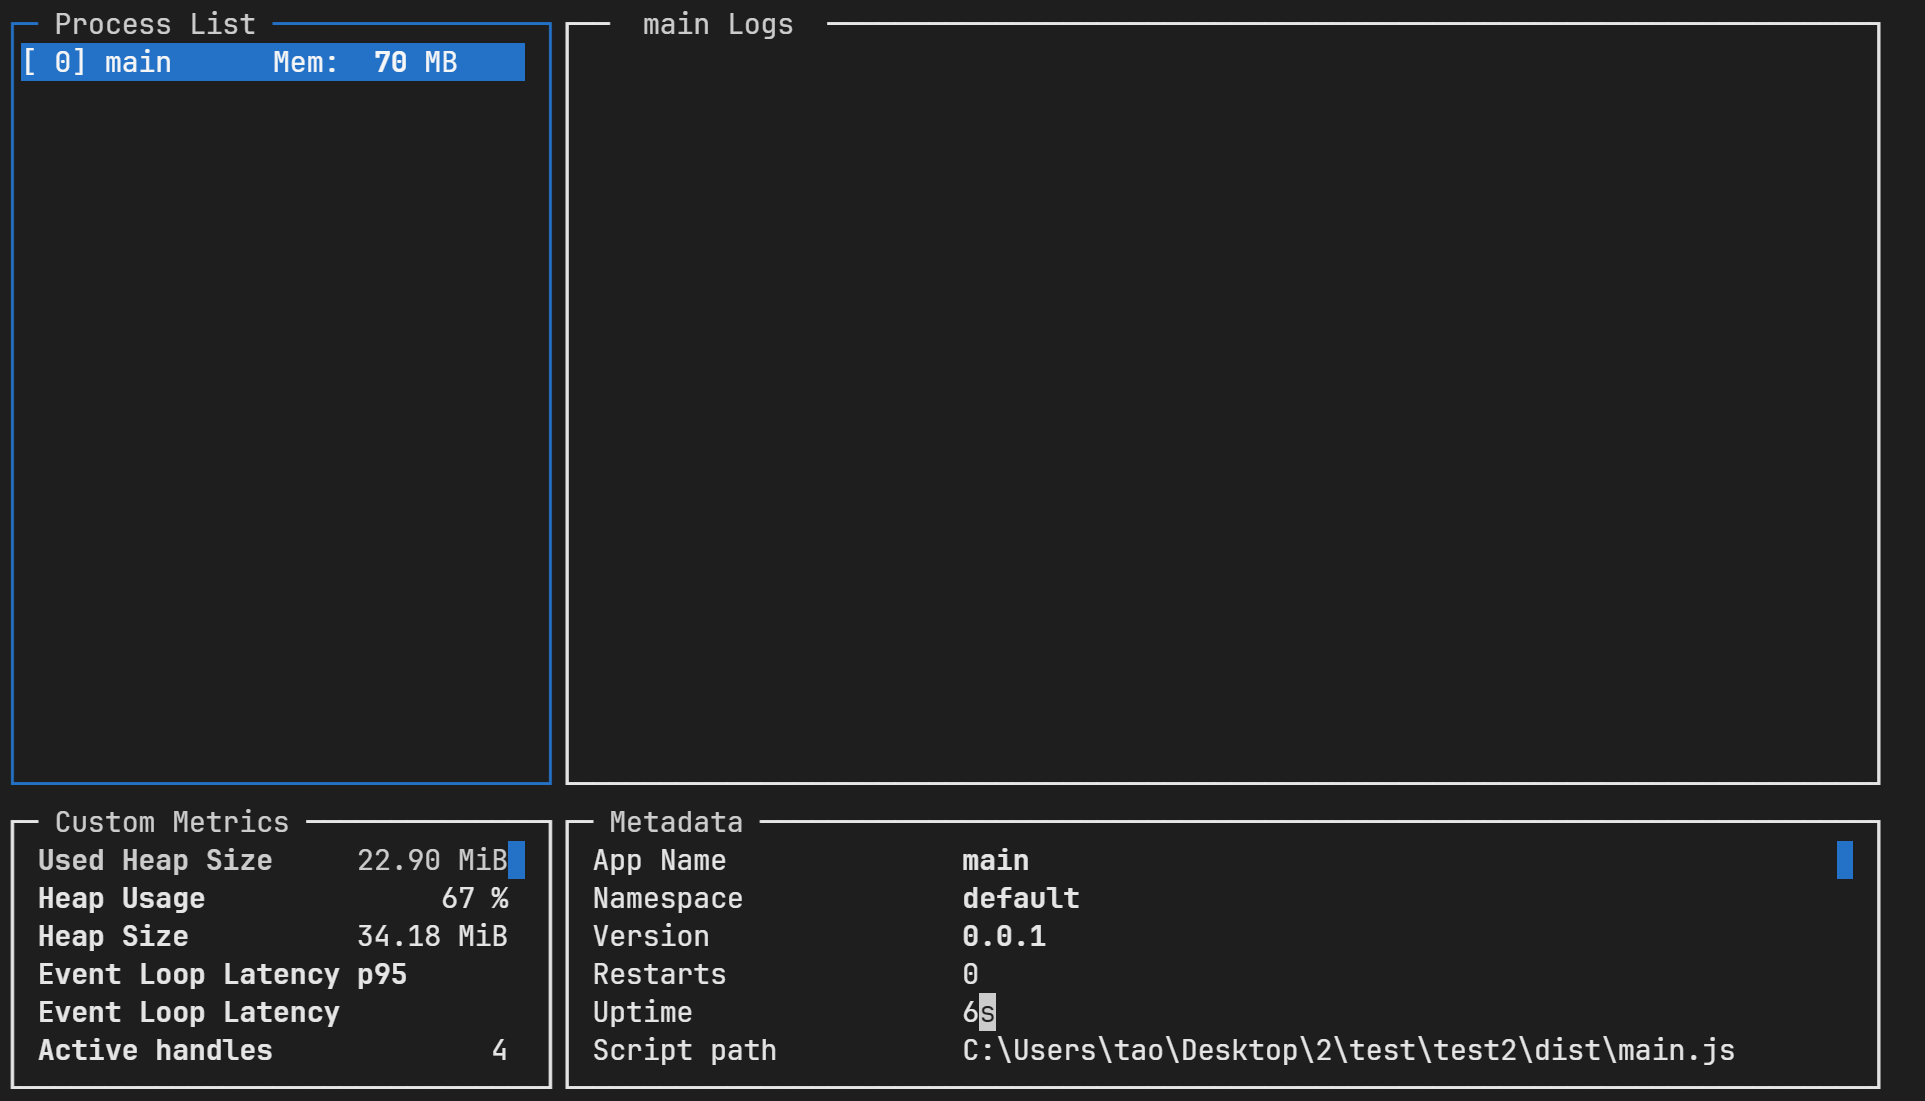 Process List
[ 0] main      Mem:  70 MB
main Logs
Custom Metrics
Used Heap Size     22.90 MiB
Heap Usage              67 %
Heap Size          34.18 MiB
Event Loop Latency p95
Event Loop Latency
Active handles             4
Metadata
App Name              main
Namespace             default
Version               0.0.1
Restarts              0
Uptime                6s
Script path           C:\Users\tao\Desktop\2\test\test2\dist\main.js